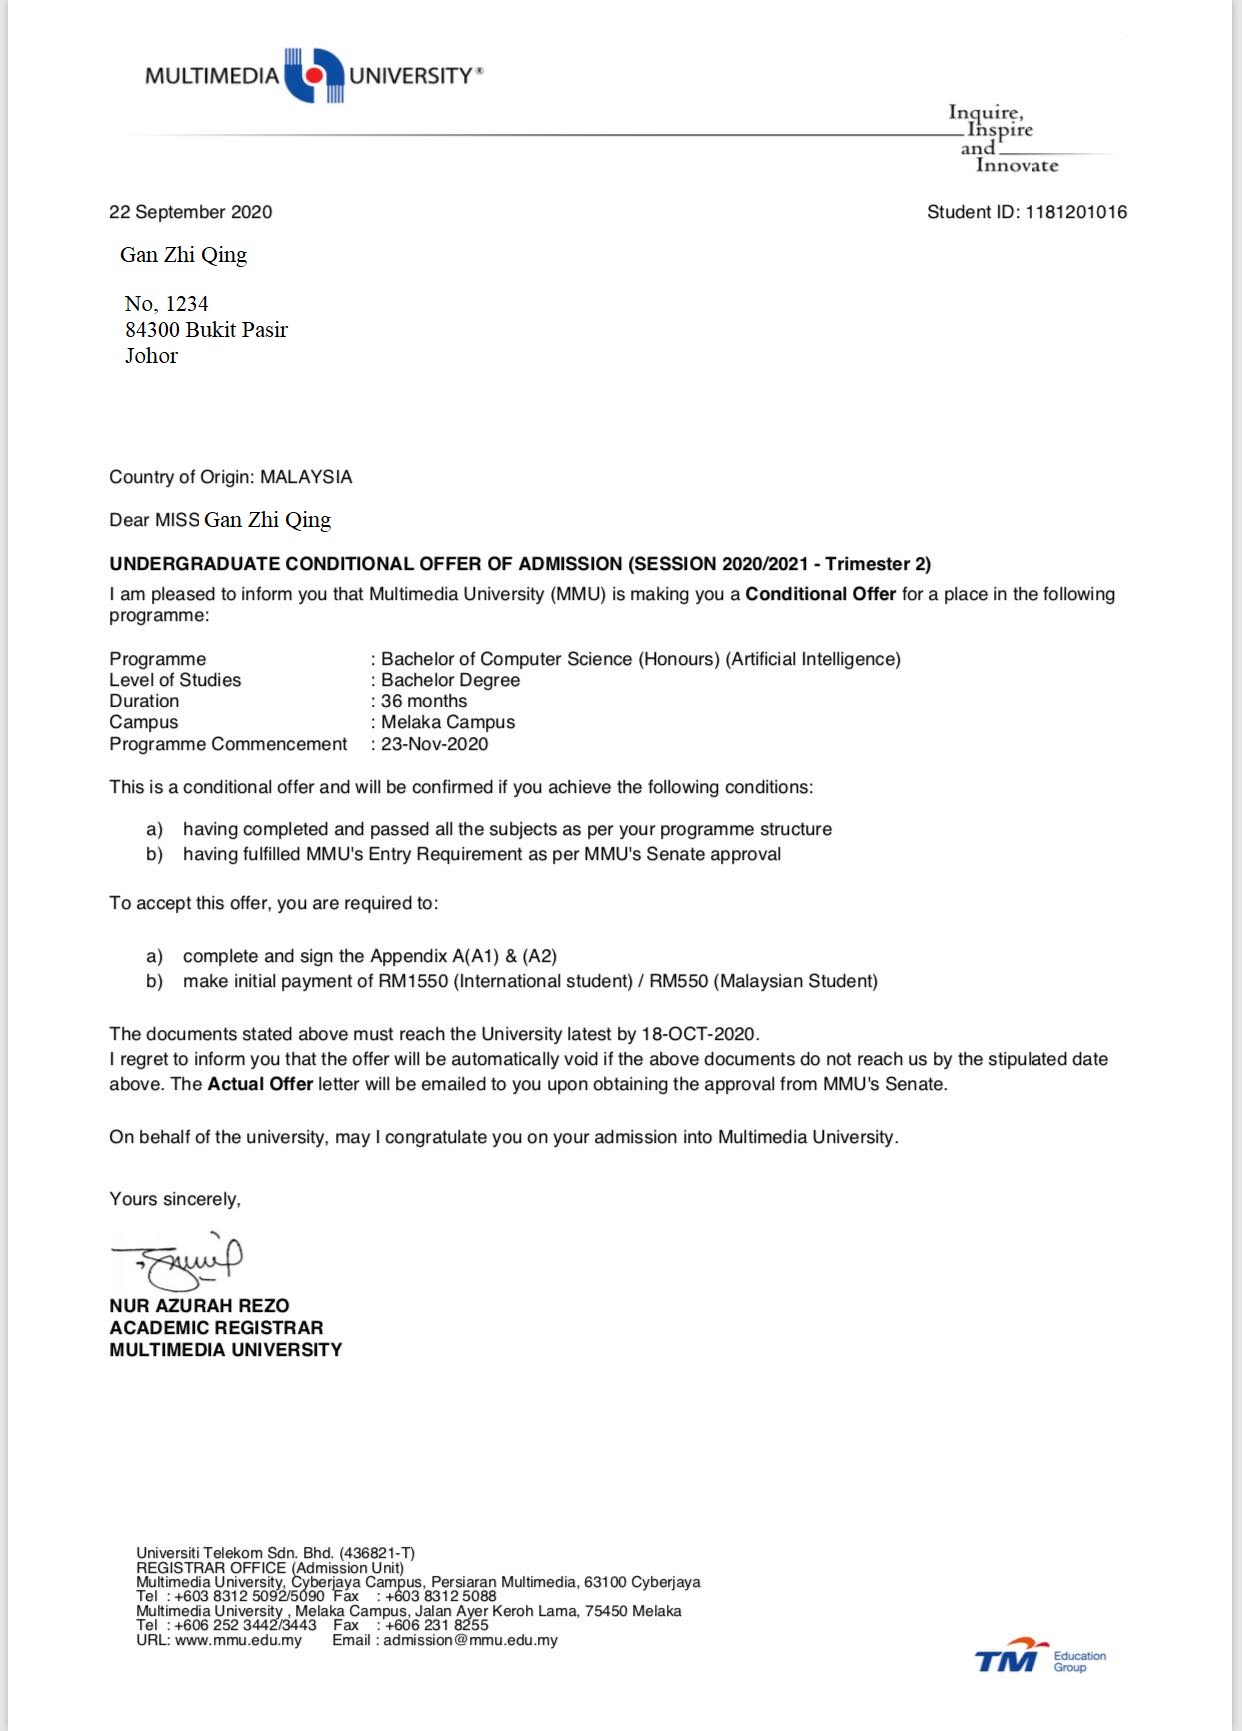 MULTIMEDIA UNIVERSITY®
Inquire,
Inspire
and
Innovate
22 September 2020 Student ID: 1181201016
Gan Zhi Qing
No, 1234
84300 Bukit Pasir
Johor
Country of Origin: MALAYSIA
Dear MISS Gan Zhi Qing
UNDERGRADUATE CONDITIONAL OFFER OF ADMISSION (SESSION 2020/2021 - Trimester 2)
I am pleased to inform you that Multimedia University (MMU) is making you a Conditional Offer for a place in the following
programme:
Programme : Bachelor of Computer Science (Honours) (Artificial Intelligence)
Level of Studies : Bachelor Degree
Duration : 36 months
Campus : Melaka Campus
Programme Commencement : 23-Nov-2020
This is a conditional offer and will be confirmed if you achieve the following conditions:
a) having completed and passed all the subjects as per your programme structure
b) having fulfilled MMU's Entry Requirement as per MMU's Senate approval
To accept this offer, you are required to:
a) complete and sign the Appendix A(A1) & (A2)
b) make initial payment of RM1550 (International student) / RM550 (Malaysian Student)
The documents stated above must reach the University latest by 18-OCT-2020.
I regret to inform you that the offer will be automatically void if the above documents do not reach us by the stipulated date
above. The Actual Offer letter will be emailed to you upon obtaining the approval from MMU's Senate.
On behalf of the university, may I congratulate you on your admission into Multimedia University.
Yours sincerely,
NUR AZURAH REZO
ACADEMIC REGISTRAR
MULTIMEDIA UNIVERSITY
Universiti Telekom Sdn. Bhd. (436821-T)
REGISTRAR OFFICE (Admission Unit)
Multimedia University, Cyberjaya Campus, Persiaran Multimedia, 63100 Cyberjaya
Tel : +603 8312 5092/5090 Fax : +603 8312 5088
Multimedia University , Melaka Campus, Jalan Ayer Keroh Lama, 75450 Melaka
Tel : +606 252 3442/3443 Fax : +606 231 8255
URL: www.mmu.edu.my Email : admission@mmu.edu.my
TM Education
Group